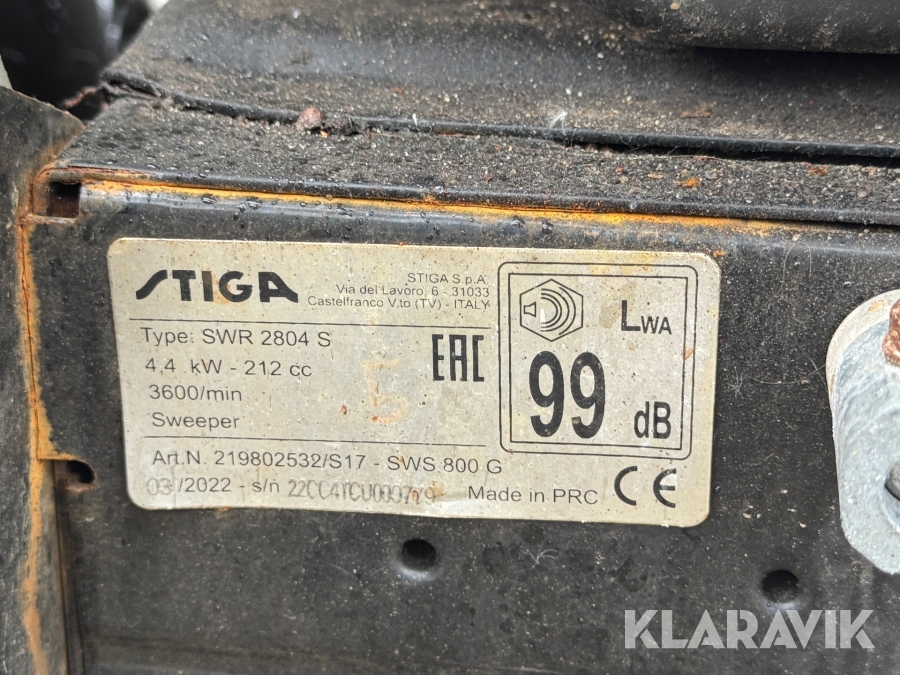 STIGA
STIGA S.p.A.
Via del Lavoro, 6 - 31033
Castelfranco V.to (TV) - ITALY
Type: SWR 2804 S
4,4 kW - 212 cc
3600/min
Sweeper
EAC
LWA
99 dB
Art.N. 219802532/S17 - SWS 800 G
03 /2022 - s/n
Made in PRC CE
KLARAVIK